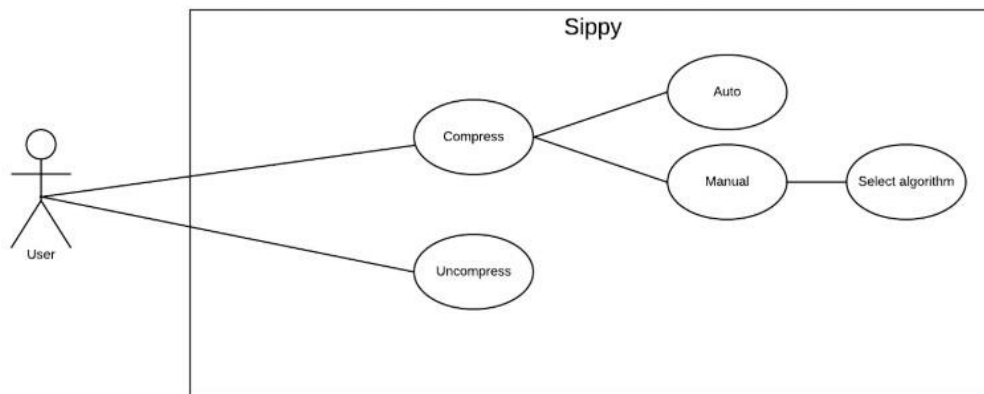 Sippy
Auto
Compress
Manual
Select algorithm
User
Uncompress